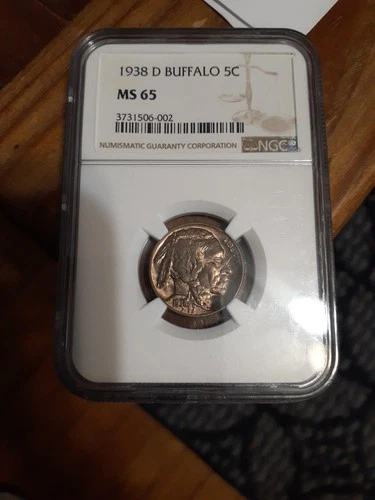 1938 D BUFFALO 5C
MS 65
3731506-002
NUMISMATIC GUARANTY CORPORATION
NGC